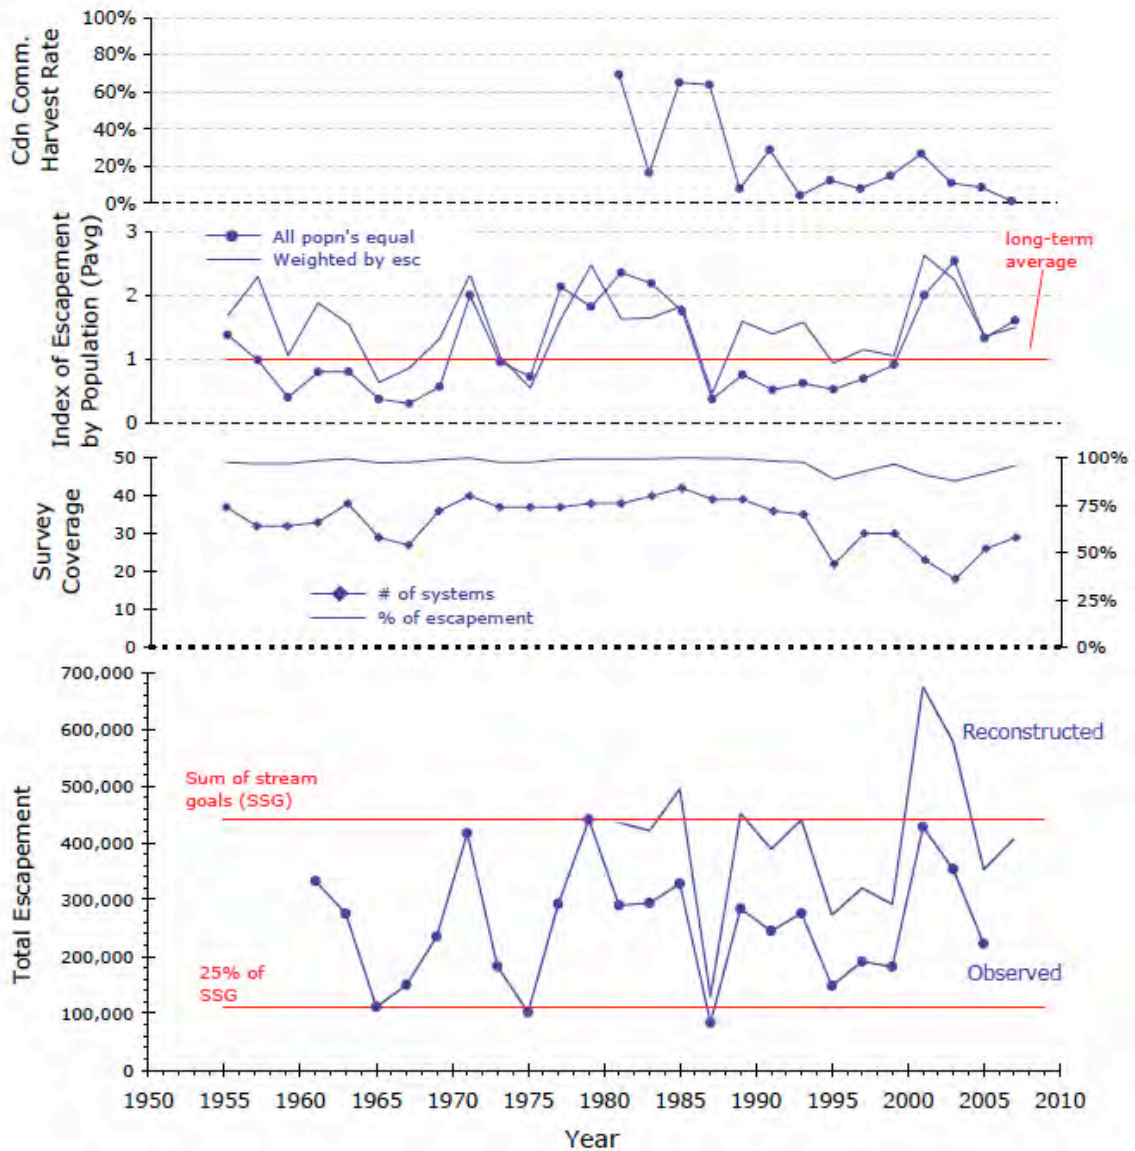 Cdn Comm.
Harvest Rate
100%
80%
60%
40%
20%
0%
Index of Escapement
by Population (Pavg)
3
2
1
0
All popn's equal
Weighted by esc
long-term
average
Survey
Coverage
50
40
30
20
10
0
# of systems
% of escapement
100%
75%
50%
25%
0%
Total Escapement
700,000
600,000
500,000
400,000
300,000
200,000
100,000
0
Sum of stream
goals (SSG)
25% of
SSG
Reconstructed
Observed
1950 1955 1960 1965 1970 1975 1980 1985 1990 1995 2000 2005 2010
Year